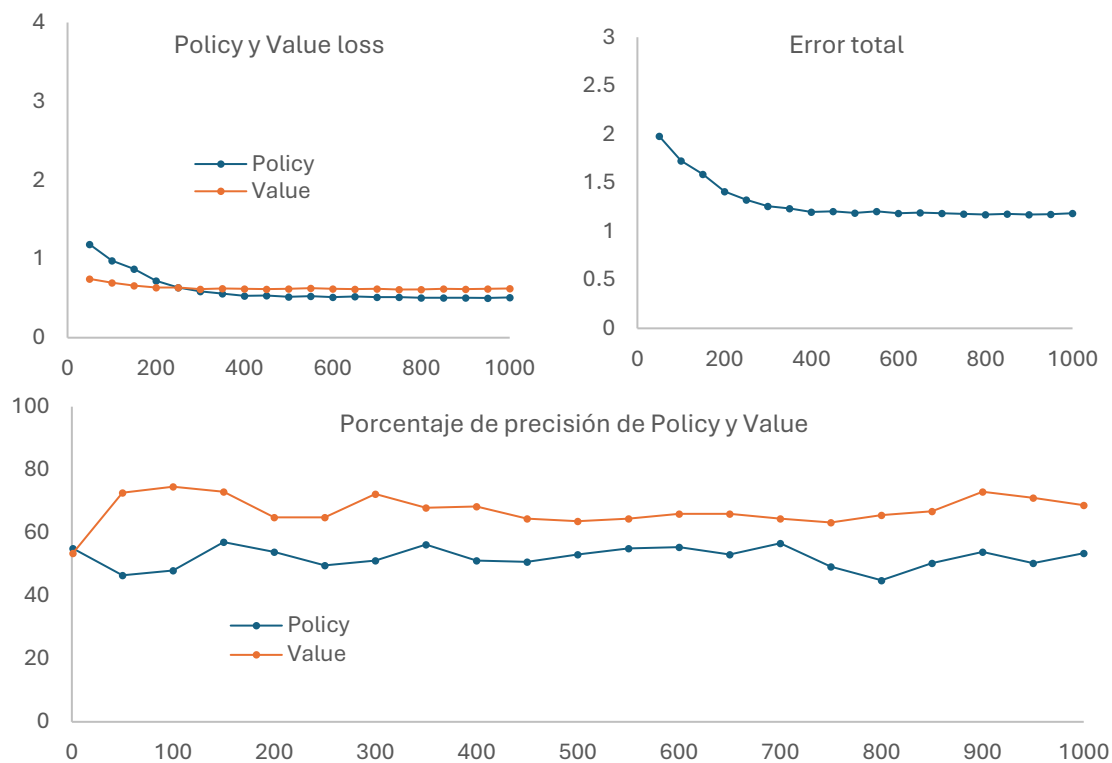 Policy y Value loss
4
3
2
1
0
Policy
Value
0 200 400 600 800 1000
Error total
3
2.5
2
1.5
1
0.5
0
0 200 400 600 800 1000
Porcentaje de precisión de Policy y Value
100
80
60
40
20
0
Policy
Value
0 100 200 300 400 500 600 700 800 900 1000